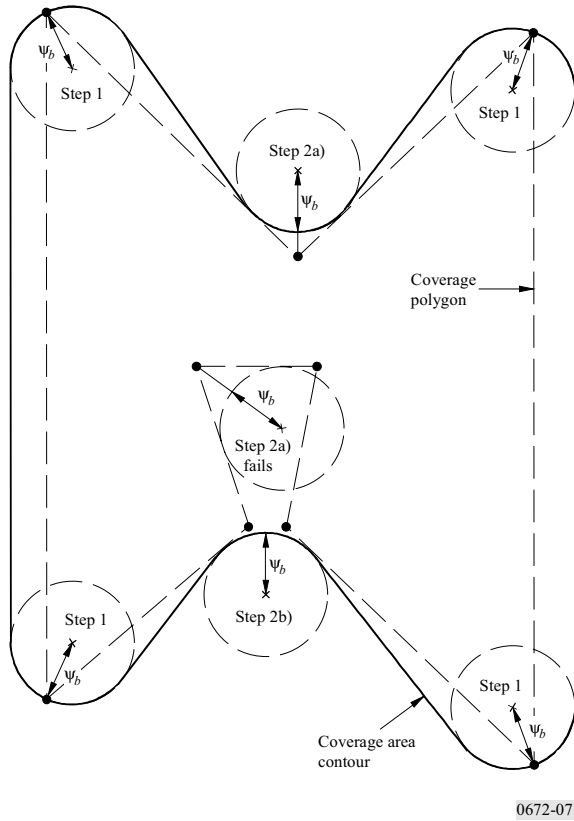 ψb
Step 1
ψb
Step 1
Step 2a)
ψb
Coverage
polygon
ψb
Step 2a)
fails
Step 1
ψb
ψb
Step 2b)
Step 1
ψb
Coverage area
contour
0672-07